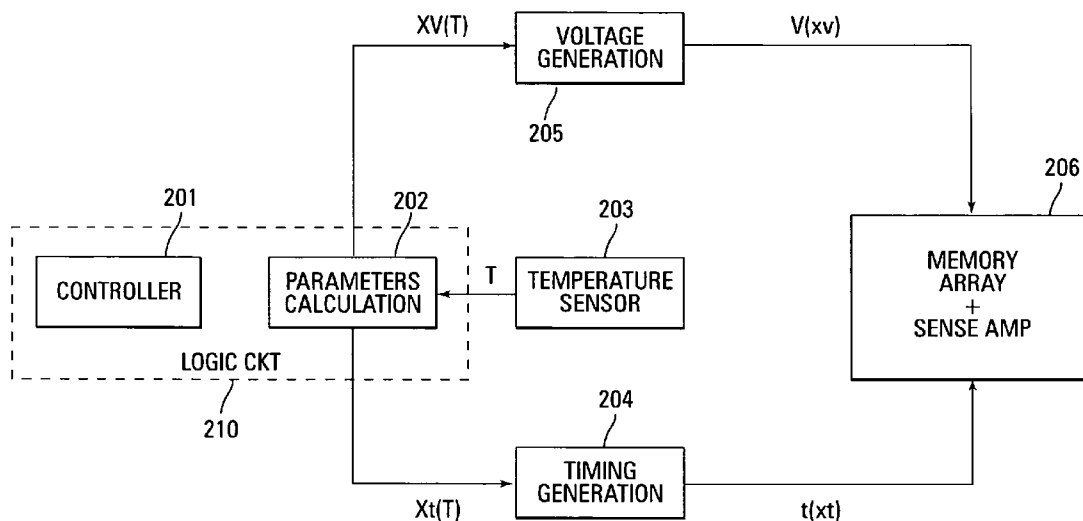 XV(T)
VOLTAGE
GENERATION
V(xv)
205
206
201
202
203
CONTROLLER
PARAMETERS
CALCULATION
T
TEMPERATURE
SENSOR
MEMORY
ARRAY
+
SENSE AMP
LOGIC CKT
210
204
TIMING
GENERATION
Xt(T)
t(xt)